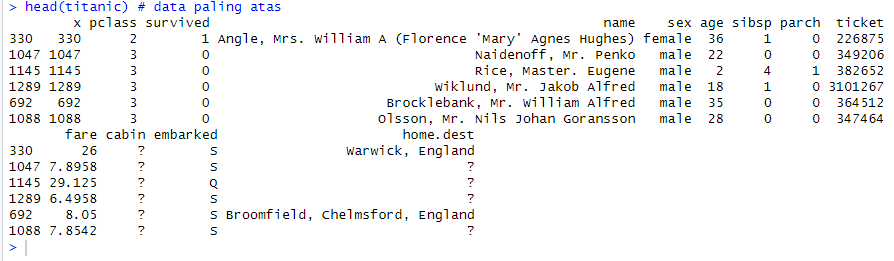 > head(titanic) # data paling atas
x pclass survived name sex age sibsp parch ticket
330 330 2 1 Angle, Mrs. William A (Florence 'Mary' Agnes Hughes) female 36 1 0 226875
1047 1047 3 0 Naidenoff, Mr. Penko male 22 0 0 349206
1145 1145 3 0 Rice, Master. Eugene male 2 4 1 382652
1289 1289 3 0 Wiklund, Mr. Jakob Alfred male 18 1 0 3101267
692 692 3 0 Brocklebank, Mr. William Alfred male 35 0 0 364512
1088 1088 3 0 Olsson, Mr. Nils Johan Goransson male 28 0 0 347464
fare cabin embarked home.dest
330 26 ? S Warwick, England
1047 7.8958 ? S ?
1145 29.125 ? Q ?
1289 6.4958 ? S ?
692 8.05 ? S Broomfield, Chelmsford, England
1088 7.8542 ? S ?
>